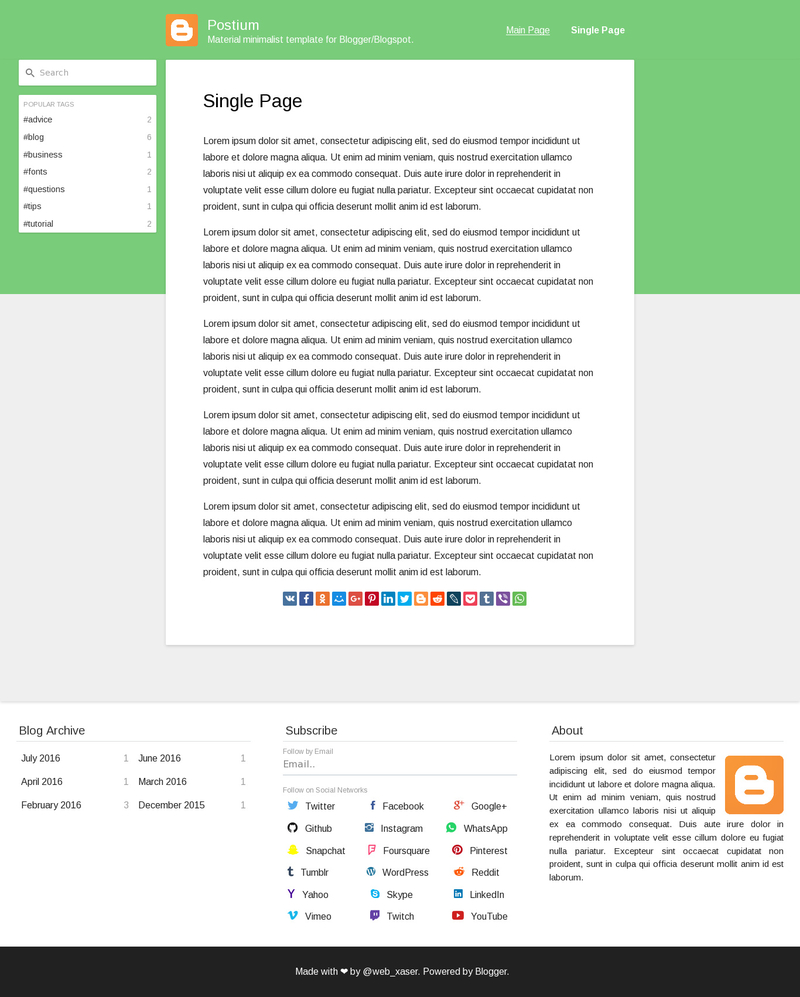 Postium
Material minimalist template for Blogger/Blogspot.
Main Page
Single Page
Search
POPULAR TAGS
#advice 2
#blog 6
#business 1
#fonts 2
#questions 1
#tips 1
#tutorial 2
Single Page
Lorem ipsum dolor sit amet, consectetur adipiscing elit, sed do eiusmod tempor incididunt ut
labore et dolore magna aliqua. Ut enim ad minim veniam, quis nostrud exercitation ullamco
laboris nisi ut aliquip ex ea commodo consequat. Duis aute irure dolor in reprehenderit in
voluptate velit esse cillum dolore eu fugiat nulla pariatur. Excepteur sint occaecat cupidatat non
proident, sunt in culpa qui officia deserunt mollit anim id est laborum.
Lorem ipsum dolor sit amet, consectetur adipiscing elit, sed do eiusmod tempor incididunt ut
labore et dolore magna aliqua. Ut enim ad minim veniam, quis nostrud exercitation ullamco
laboris nisi ut aliquip ex ea commodo consequat. Duis aute irure dolor in reprehenderit in
voluptate velit esse cillum dolore eu fugiat nulla pariatur. Excepteur sint occaecat cupidatat non
proident, sunt in culpa qui officia deserunt mollit anim id est laborum.
Lorem ipsum dolor sit amet, consectetur adipiscing elit, sed do eiusmod tempor incididunt ut
labore et dolore magna aliqua. Ut enim ad minim veniam, quis nostrud exercitation ullamco
laboris nisi ut aliquip ex ea commodo consequat. Duis aute irure dolor in reprehenderit in
voluptate velit esse cillum dolore eu fugiat nulla pariatur. Excepteur sint occaecat cupidatat non
proident, sunt in culpa qui officia deserunt mollit anim id est laborum.
Lorem ipsum dolor sit amet, consectetur adipiscing elit, sed do eiusmod tempor incididunt ut
labore et dolore magna aliqua. Ut enim ad minim veniam, quis nostrud exercitation ullamco
laboris nisi ut aliquip ex ea commodo consequat. Duis aute irure dolor in reprehenderit in
voluptate velit esse cillum dolore eu fugiat nulla pariatur. Excepteur sint occaecat cupidatat non
proident, sunt in culpa qui officia deserunt mollit anim id est laborum.
Lorem ipsum dolor sit amet, consectetur adipiscing elit, sed do eiusmod tempor incididunt ut
labore et dolore magna aliqua. Ut enim ad minim veniam, quis nostrud exercitation ullamco
laboris nisi ut aliquip ex ea commodo consequat. Duis aute irure dolor in reprehenderit in
voluptate velit esse cillum dolore eu fugiat nulla pariatur. Excepteur sint occaecat cupidatat non
proident, sunt in culpa qui officia deserunt mollit anim id est laborum.
Blog Archive
July 2016 1 June 2016 1
April 2016 1 March 2016 1
February 2016 3 December 2015 1
Subscribe
Follow by Email
Email..
Follow on Social Networks
Twitter Facebook Google+
Github Instagram WhatsApp
Snapchat Foursquare Pinterest
Tumblr WordPress Reddit
Yahoo Skype LinkedIn
Vimeo Twitch YouTube
About
Lorem ipsum dolor sit amet, consectetur
adipiscing elit, sed do eiusmod tempor
incididunt ut labore et dolore magna aliqua.
Ut enim ad minim veniam, quis nostrud
exercitation ullamco laboris nisi ut aliquip
ex ea commodo consequat. Duis aute irure dolor in
reprehenderit in voluptate velit esse cillum dolore eu fugiat
nulla pariatur. Excepteur sint occaecat cupidatat non
proident, sunt in culpa qui officia deserunt mollit anim id est
laborum.
Made with ❤ by @web_xaser. Powered by Blogger.